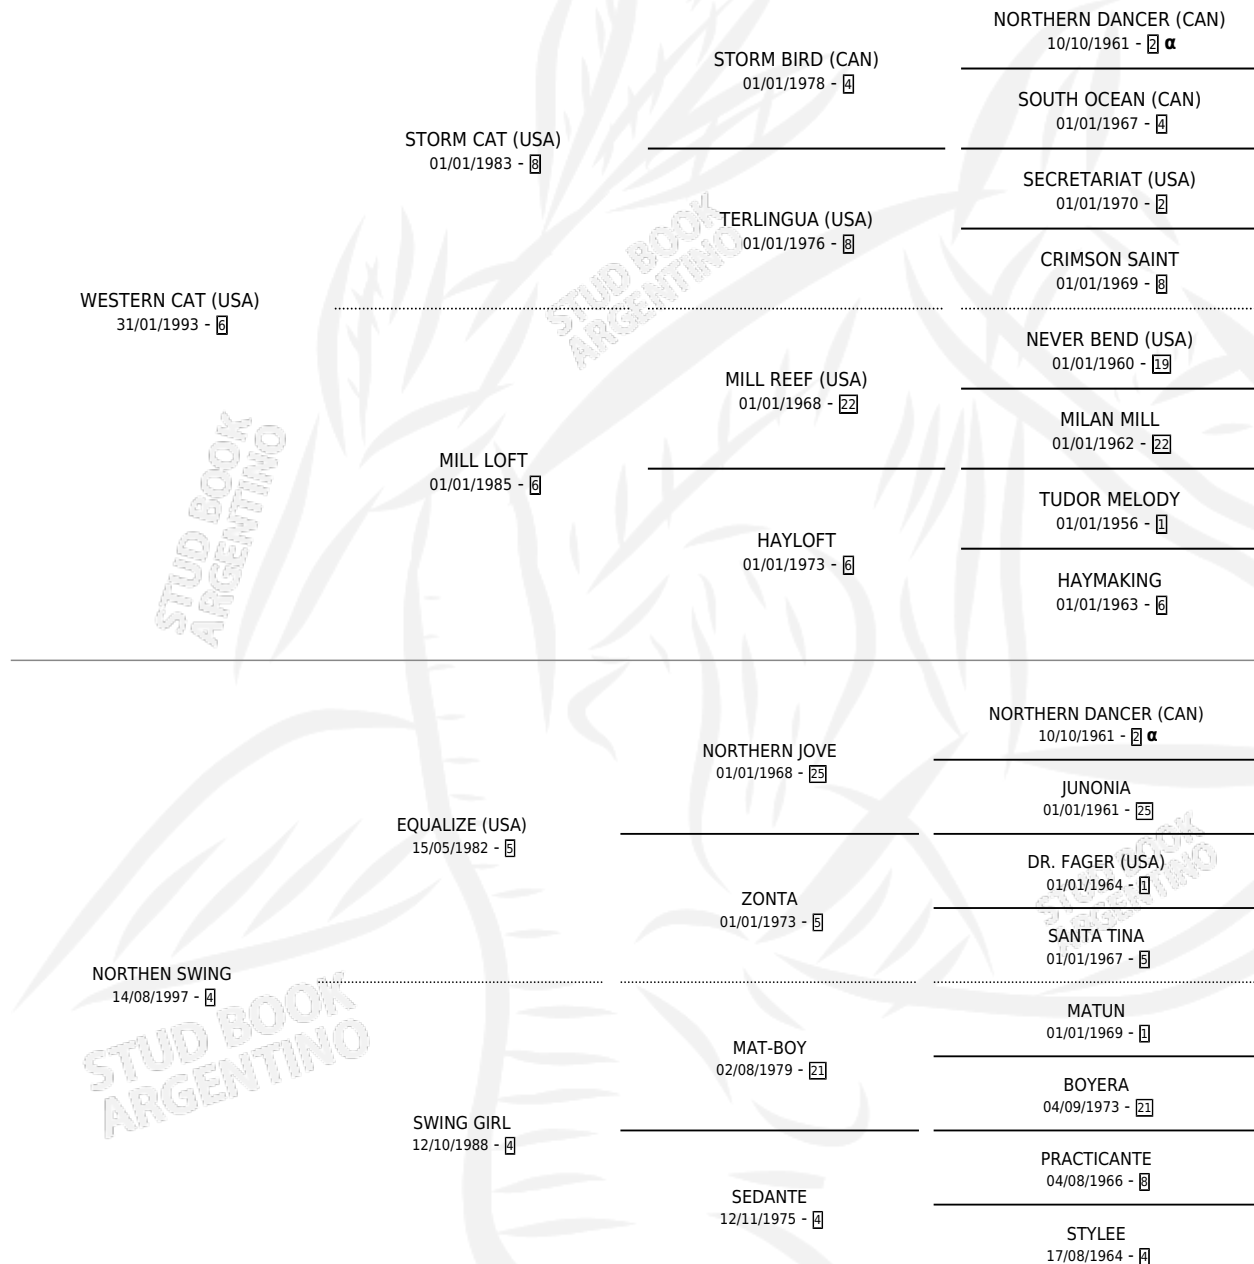 NORTHERN DANCER (CAN)
10/10/1961 - 2 α
STORM BIRD (CAN)
01/01/1978 - 4
SOUTH OCEAN (CAN)
01/01/1967 - 4
STORM CAT (USA)
01/01/1983 - 8
SECRETARIAT (USA)
01/01/1970 - 2
TERLINGUA (USA)
01/01/1976 - 8
CRIMSON SAINT
01/01/1969 - 8
WESTERN CAT (USA)
31/01/1993 - 6
NEVER BEND (USA)
01/01/1960 - 19
MILL REEF (USA)
01/01/1968 - 22
MILAN MILL
01/01/1962 - 22
MILL LOFT
01/01/1985 - 6
TUDOR MELODY
01/01/1956 - 1
HAYLOFT
01/01/1973 - 6
HAYMAKING
01/01/1963 - 6
STUD BOOK
ARGENTINO
STUD BOOK
ARGENTINO
NORTHERN DANCER (CAN)
10/10/1961 - 2 α
NORTHERN JOVE
01/01/1968 - 25
JUNONIA
01/01/1961 - 25
EQUALIZE (USA)
15/05/1982 - 5
DR. FAGER (USA)
01/01/1964 - 1
ZONTA
01/01/1973 - 5
SANTA TINA
01/01/1967 - 5
STUD BOOK
ARGENTINO
NORTHEN SWING
14/08/1997 - 4
MATUN
01/01/1969 - 1
MAT-BOY
02/08/1979 - 21
BOYERA
04/09/1973 - 21
SWING GIRL
12/10/1988 - 4
PRACTICANTE
04/08/1966 - 8
SEDANTE
12/11/1975 - 4
STYLEE
17/08/1964 - 4
STUD BOOK
ARGENTINO